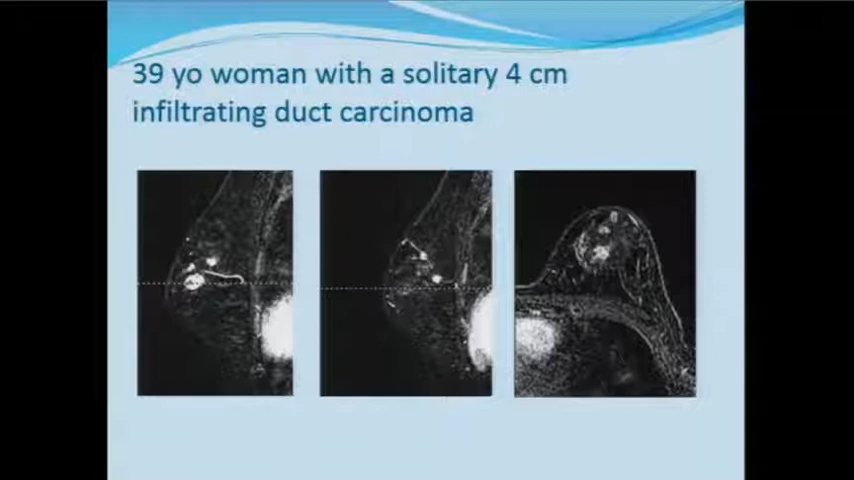 39 yo woman with a solitary 4 cm
infiltrating duct carcinoma